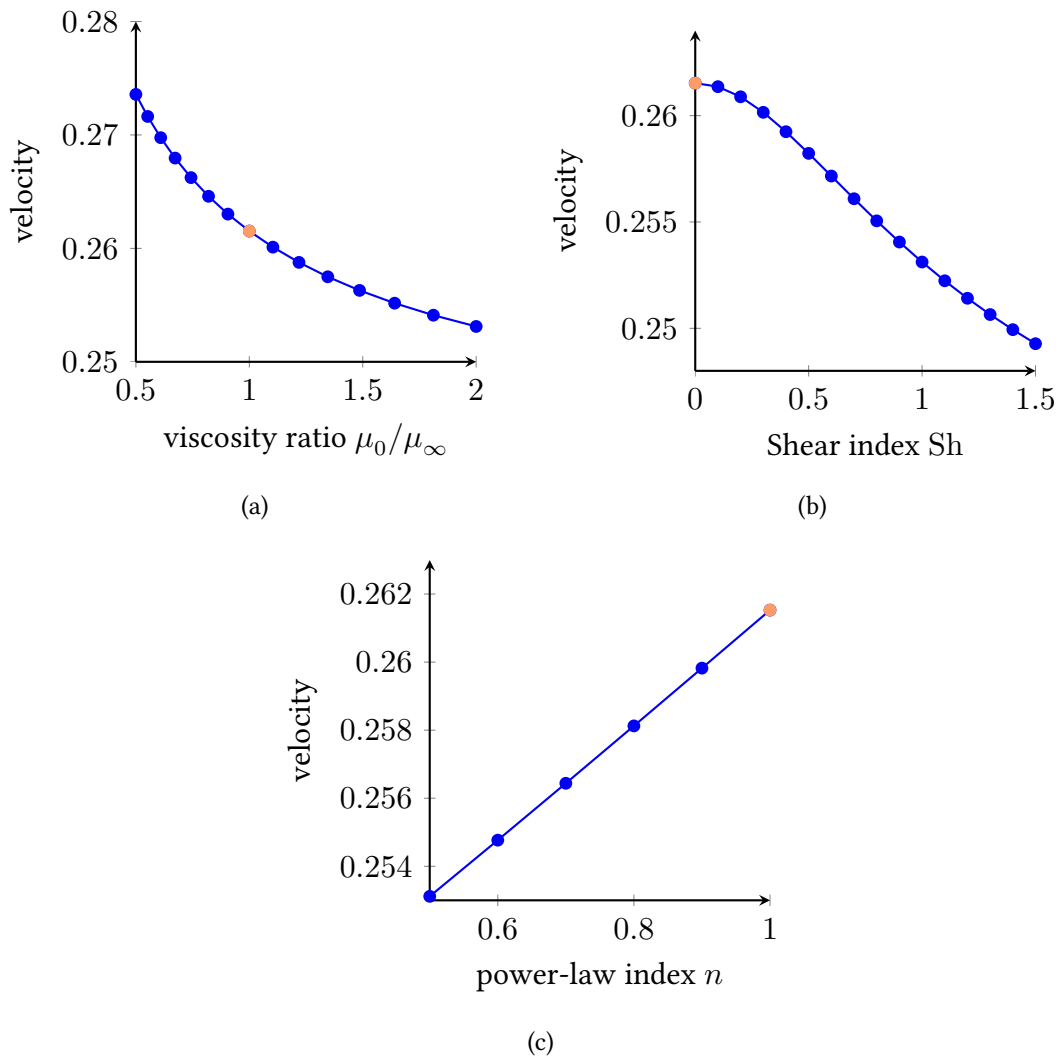 0.28
0.27
0.26
0.25
velocity
0.5 1 1.5 2
viscosity ratio μ₀/μ∞
(a)
0.26
0.255
0.25
velocity
0 0.5 1 1.5
Shear index Sh
(b)
0.262
0.26
0.258
0.256
0.254
velocity
0.6 0.8 1
power-law index n
(c)